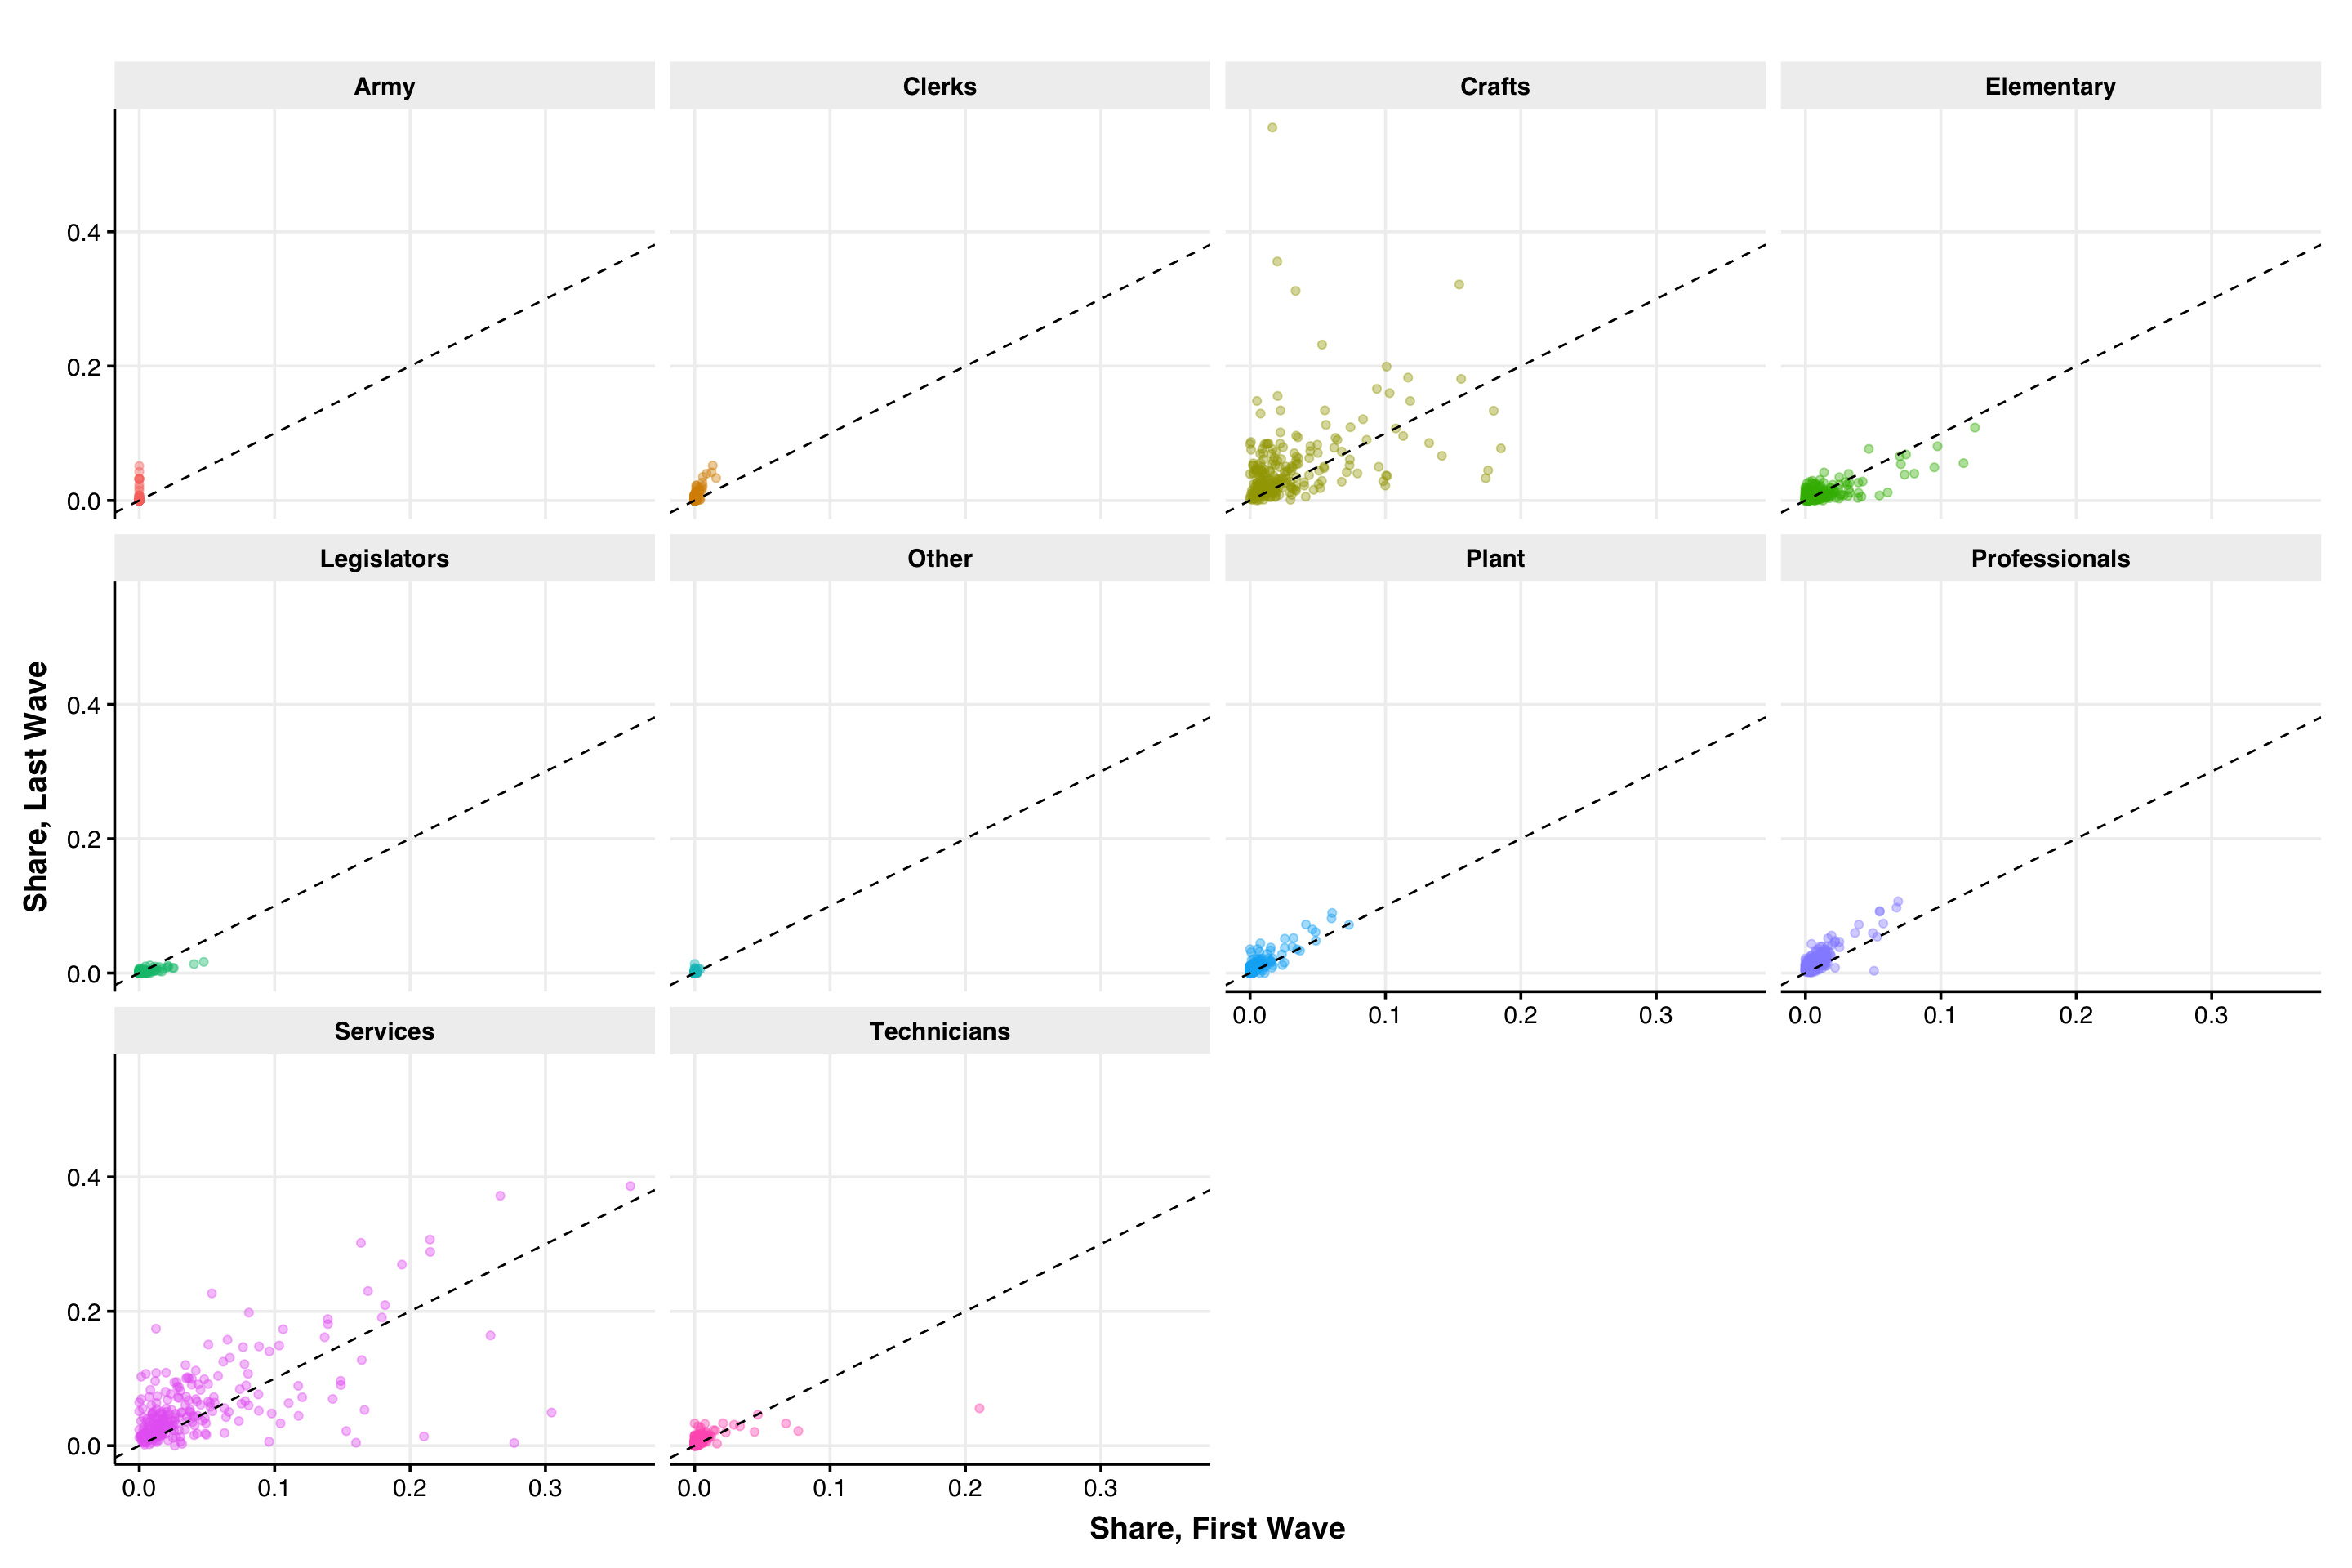 Army Clerks Crafts Elementary
0.4
0.2
0.0
Legislators Other Plant Professionals
Share, Last Wave
0.4
0.2
0.0
0.0 0.1 0.2 0.3 0.0 0.1 0.2 0.3
Services Technicians
0.4
0.2
0.0
0.0 0.1 0.2 0.3 0.0 0.1 0.2 0.3
Share, First Wave